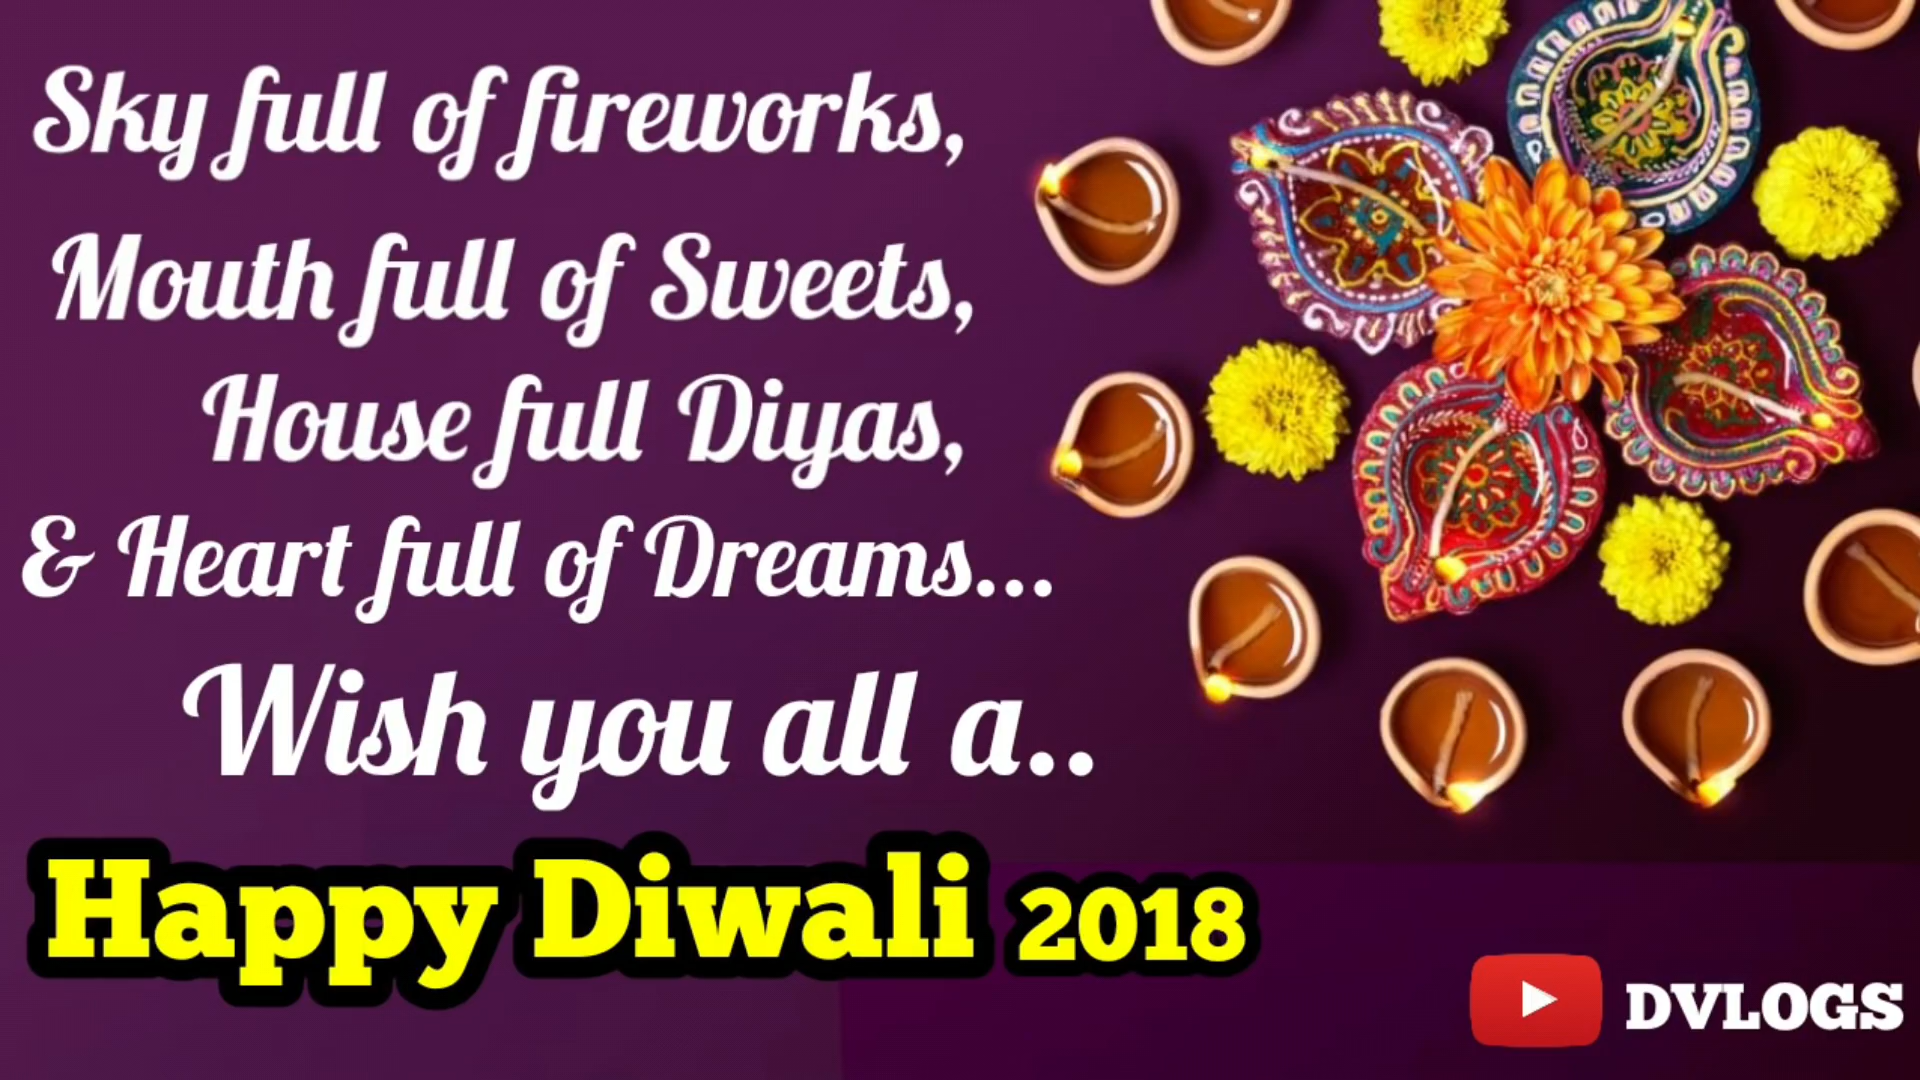 Sky full of fireworks,
Mouth full of Sweets,
House full Diyas,
& Heart full of Dreams...
Wish you all a..
Happy Diwali 2018
DVLOGS